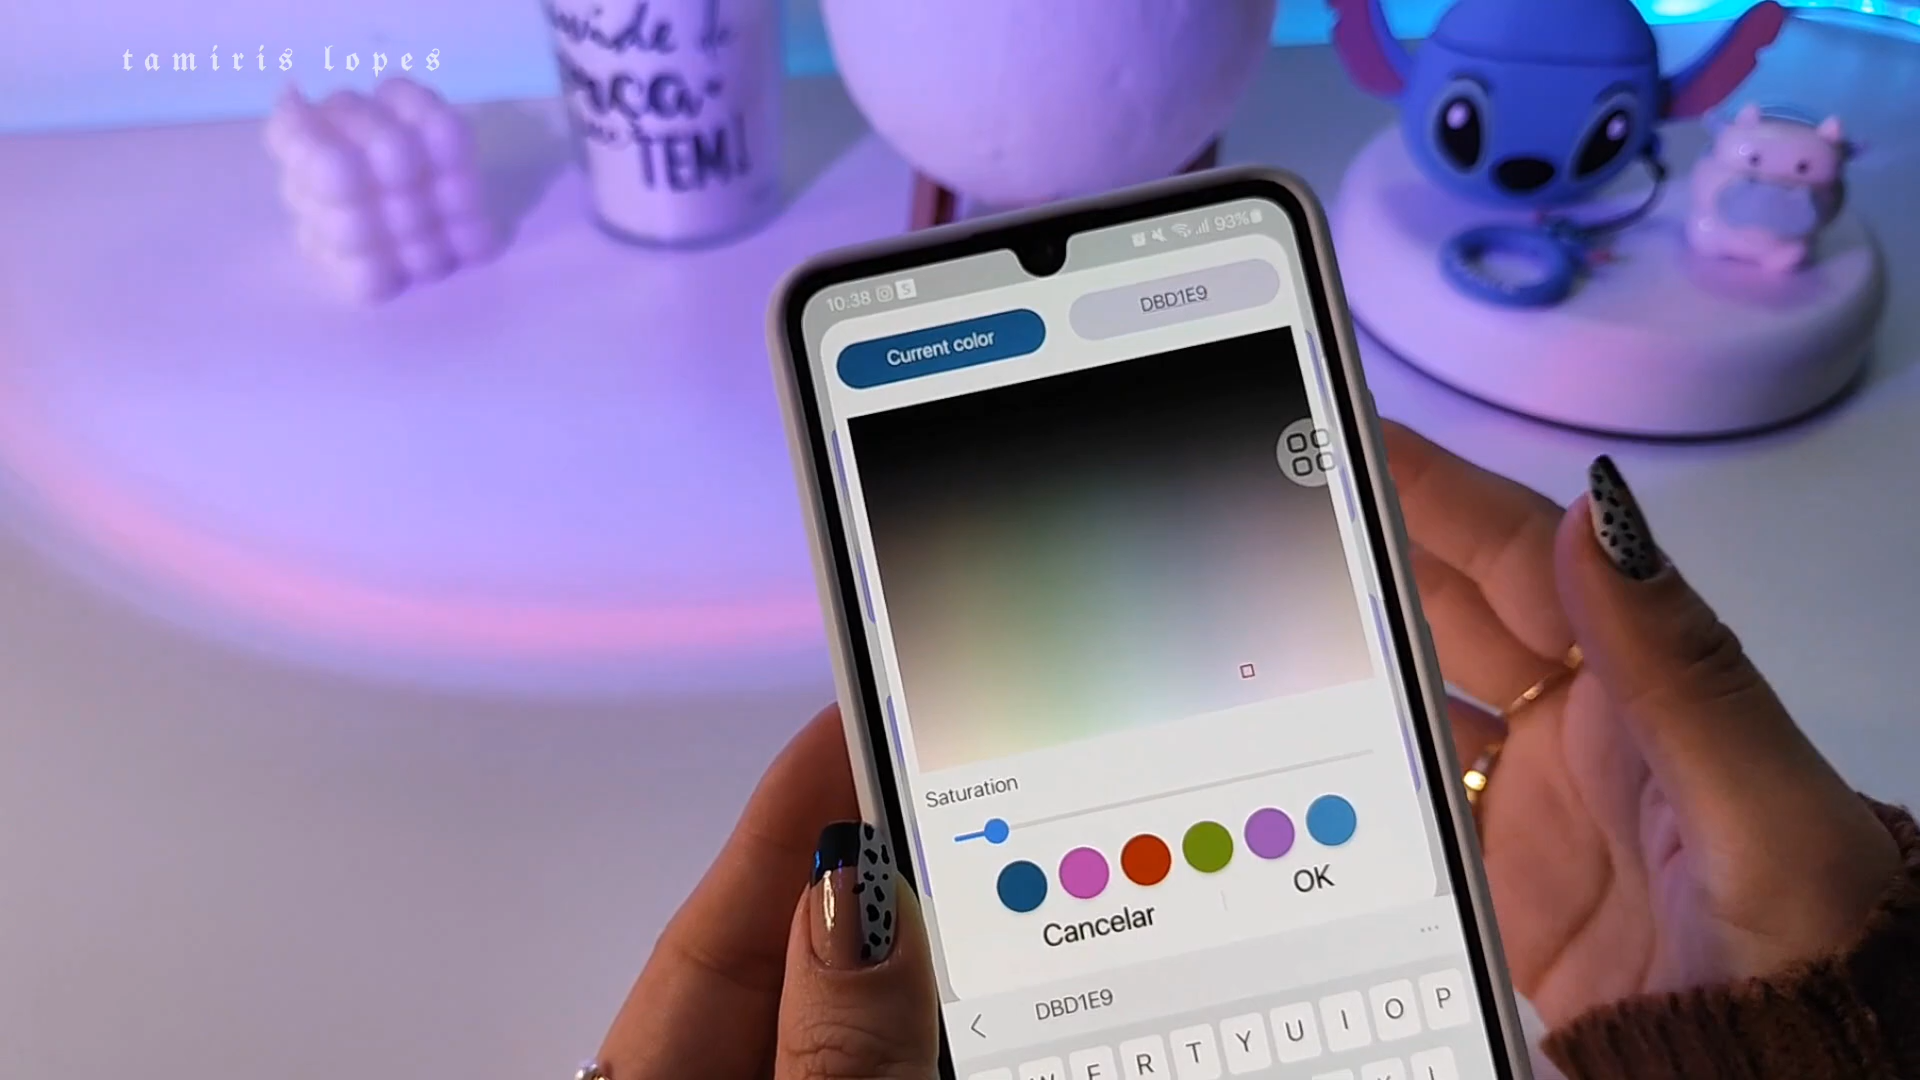 tamiris lopes
TEM!
10:38
93%
Current color
DBD1E9
Saturation
Cancelar
OK
DBD1E9
E R T Y U I O P